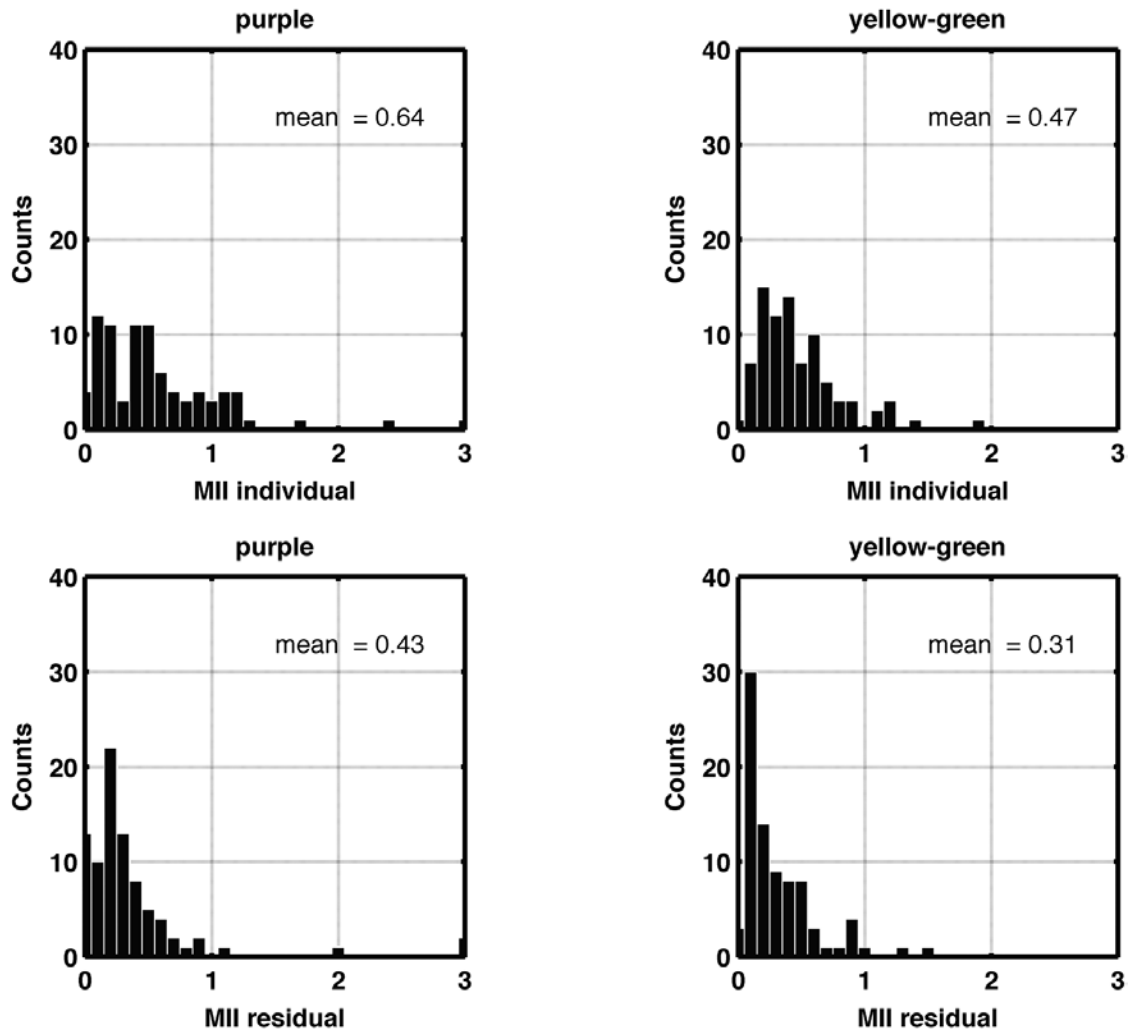 purple
40
30
20
10
0
Counts
mean = 0.64
0 1 2 3
MII individual
yellow-green
40
30
20
10
0
Counts
mean = 0.47
0 1 2 3
MII individual
purple
40
30
20
10
0
Counts
mean = 0.43
0 1 2 3
MII residual
yellow-green
40
30
20
10
0
Counts
mean = 0.31
0 1 2 3
MII residual